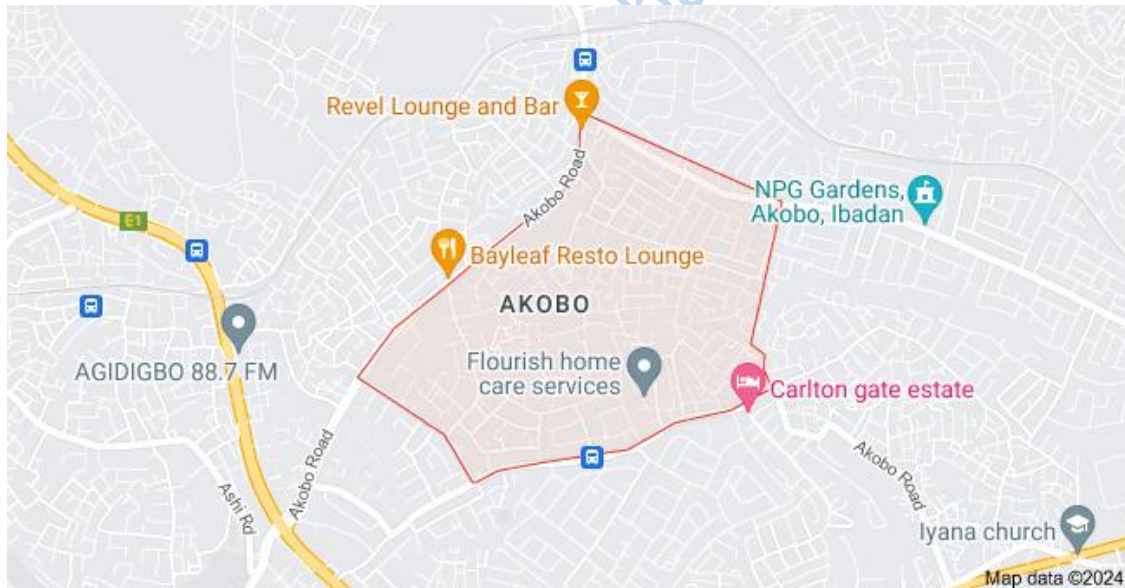 Revel Lounge and Bar
Akobo Road
NPG Gardens,
Akobo, Ibadan
E1
Bayleaf Resto Lounge
AKOBO
Flourish home
care services
AGIDIGBO 88.7 FM
Carlton gate estate
Akobo Road
Ashi Rd
Akobo Road
Iyana church
Map data ©2024